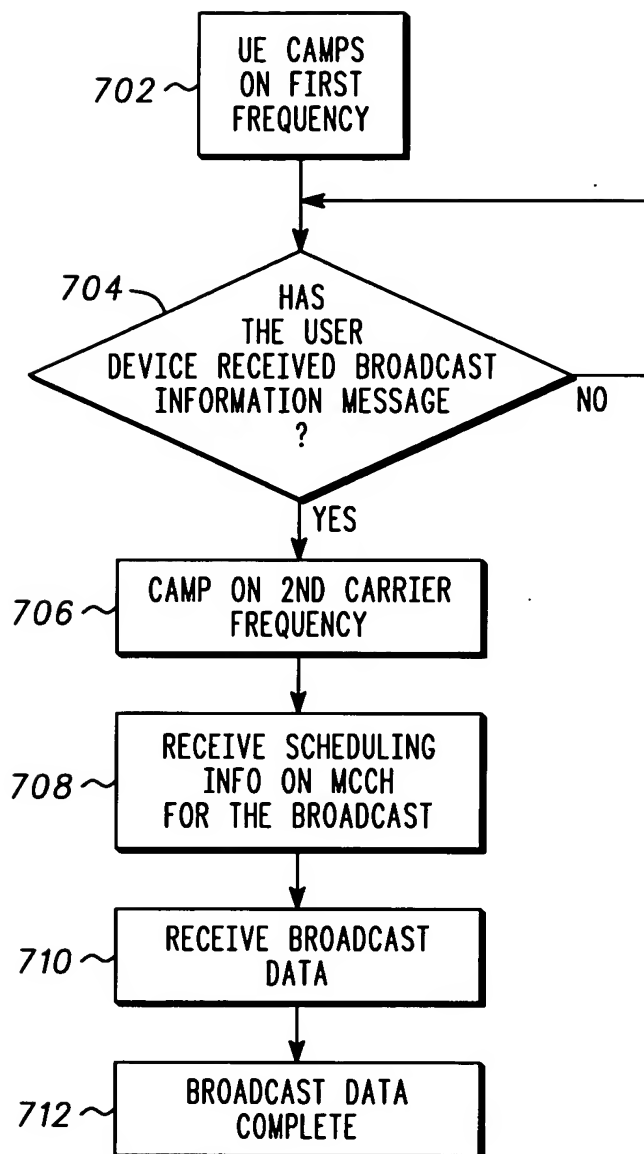 702
UE CAMPS
ON FIRST
FREQUENCY
704
HAS
THE USER
DEVICE RECEIVED BROADCAST
INFORMATION MESSAGE
?
NO
YES
706
CAMP ON 2ND CARRIER
FREQUENCY
708
RECEIVE SCHEDULING
INFO ON MCCH
FOR THE BROADCAST
710
RECEIVE BROADCAST
DATA
712
BROADCAST DATA
COMPLETE